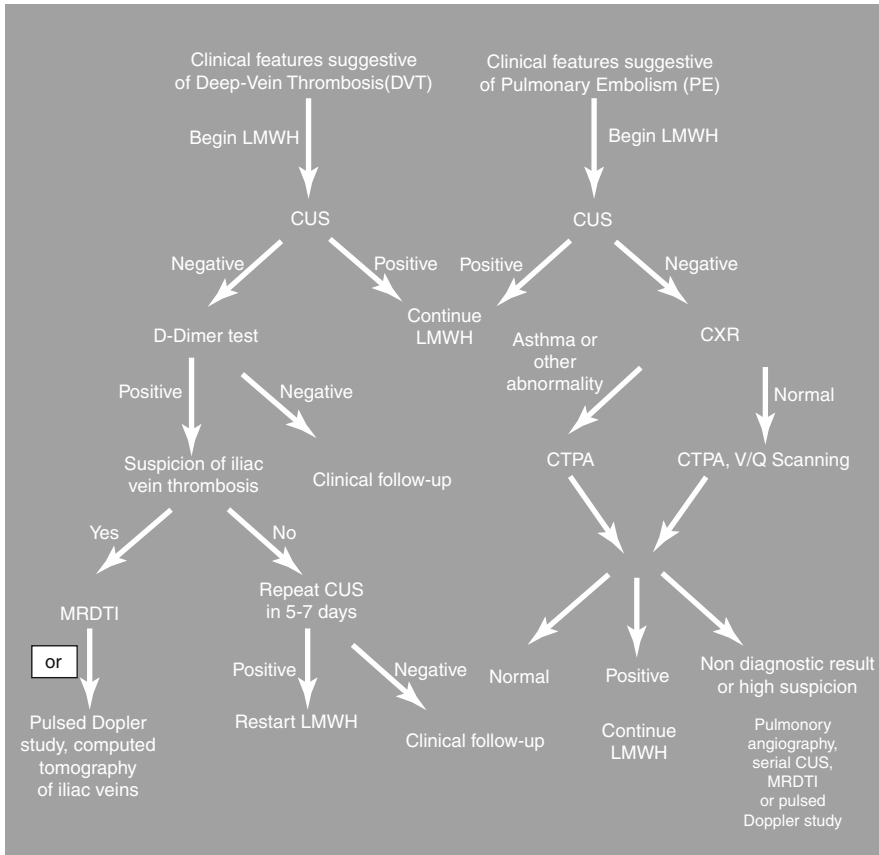 Clinical features suggestive
of Deep-Vein Thrombosis(DVT)
Clinical features suggestive
of Pulmonary Embolism (PE)
Begin LMWH
Begin LMWH
CUS
CUS
Negative
Positive
Positive
Negative
D-Dimer test
Continue
LMWH
Asthma or
other
abnormality
CXR
Positive
Negative
Normal
Suspicion of iliac
vein thrombosis
Clinical follow-up
CTPA
CTPA, V/Q Scanning
Yes
No
MRDTI
Repeat CUS
in 5-7 days
or
Positive
Negative
Normal
Positive
Non diagnostic result
or high suspicion
Pulsed Dopler
study, computed
tomography
of iliac veins
Restart LMWH
Clinical follow-up
Continue
LMWH
Pulmonory
angiography,
serial CUS,
MRDTI
or pulsed
Doppler study